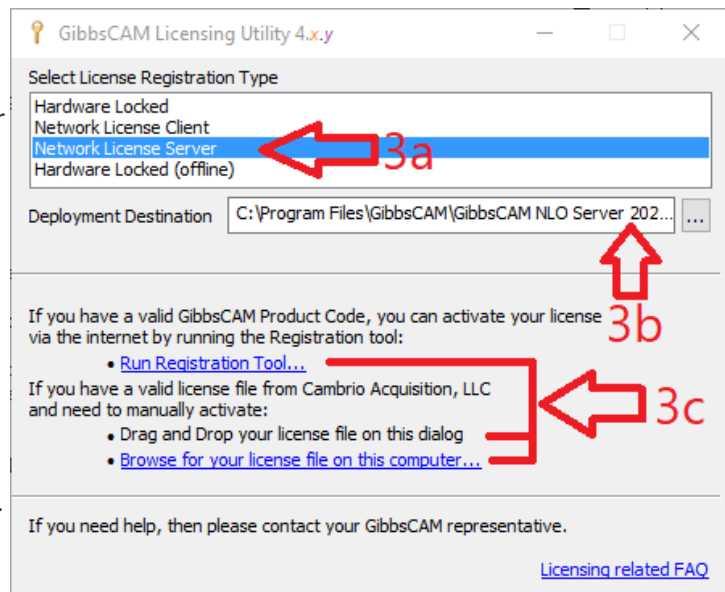 GibbsCAM Licensing Utility 4.x.y
Select License Registration Type
Hardware Locked
Network License Client
Network License Server
3a
Hardware Locked (offline)
Deployment Destination C:\Program Files\GibbsCAM\GibbsCAM NLO Server 202... ...
3b
If you have a valid GibbsCAM Product Code, you can activate your license
via the internet by running the Registration tool:
• Run Registration Tool...
If you have a valid license file from Cambrio Acquisition, LLC
and need to manually activate:
3c
• Drag and Drop your license file on this dialog
• Browse for your license file on this computer...
If you need help, then please contact your GibbsCAM representative.
Licensing related FAQ